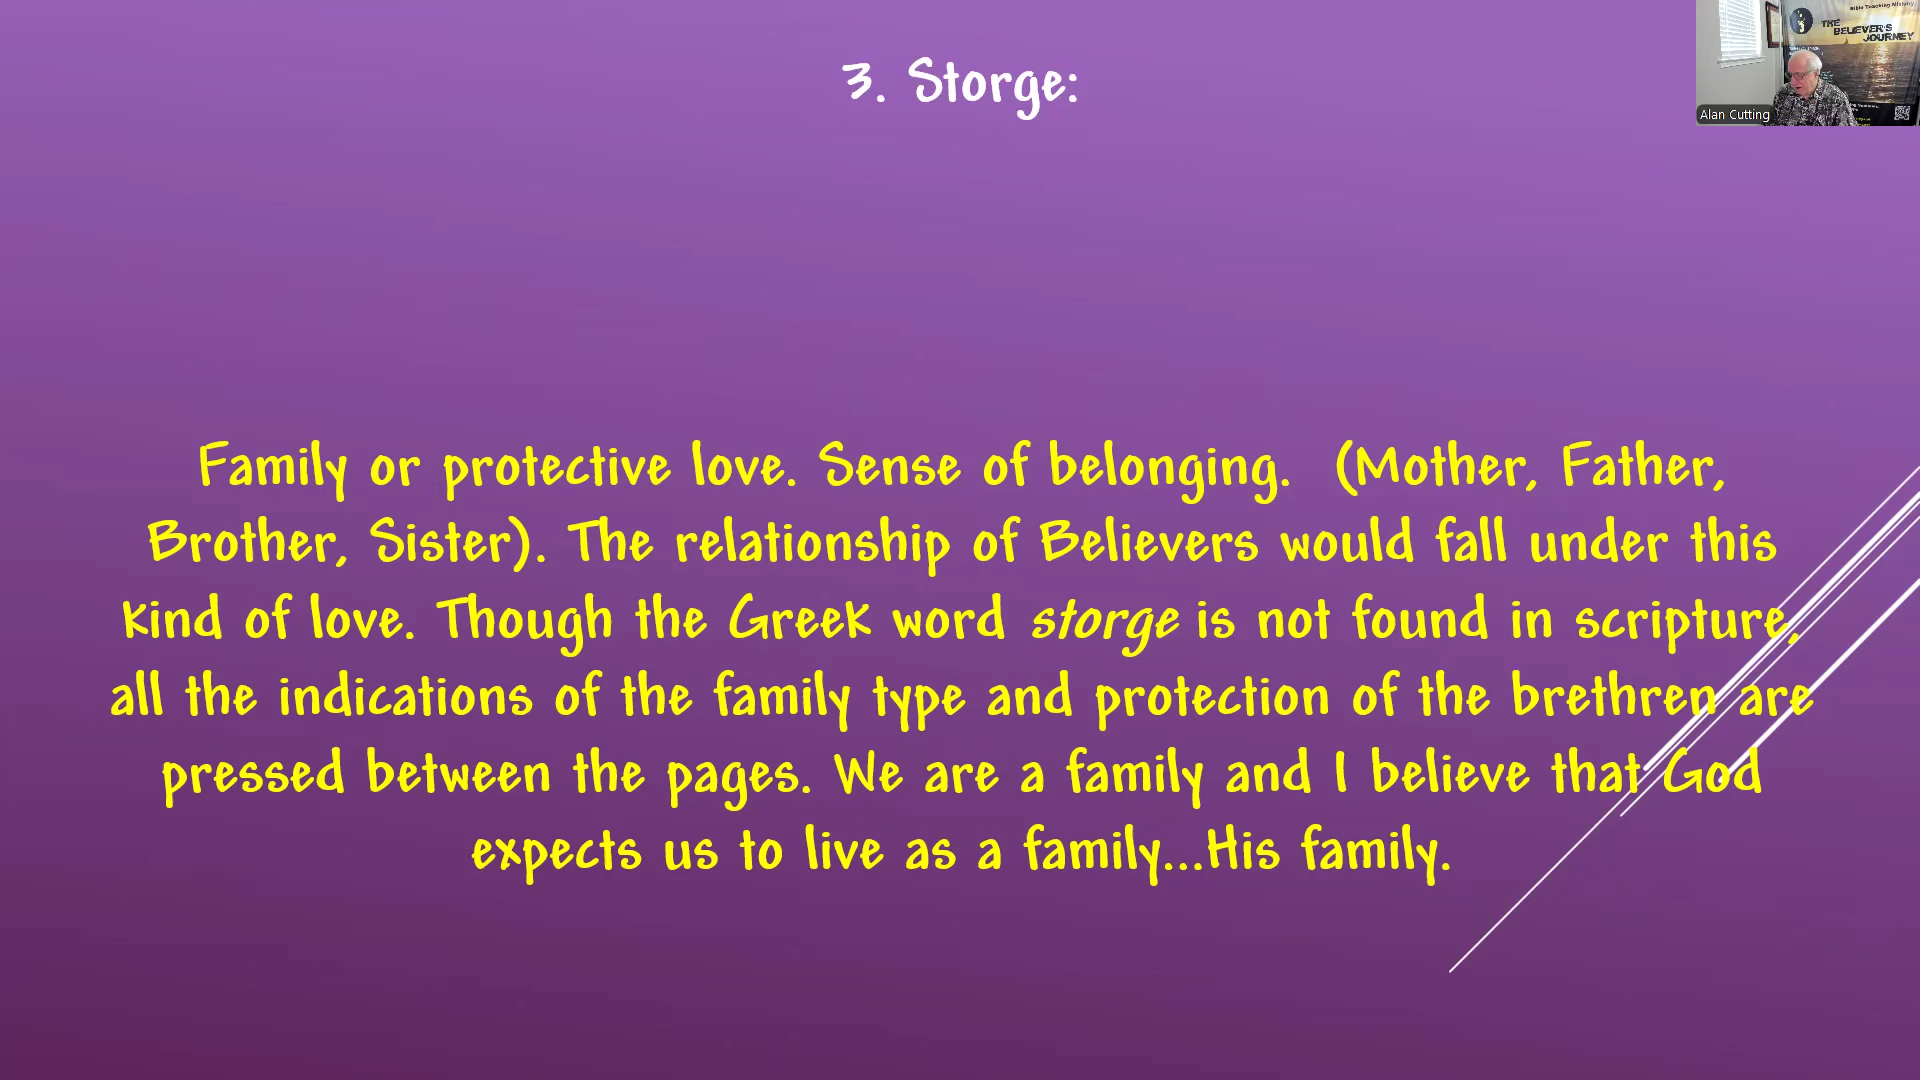 3. Storge:
Bible Teaching Ministry
THE
BELIEVER'S
JOURNEY
Alan Cutting
Family or protective love. Sense of belonging. (Mother, Father,
Brother, Sister). The relationship of Believers would fall under this
kind of love. Though the Greek word storge is not found in scripture,
all the indications of the family type and protection of the brethren are
pressed between the pages. We are a family and I believe that God
expects us to live as a family...His family.